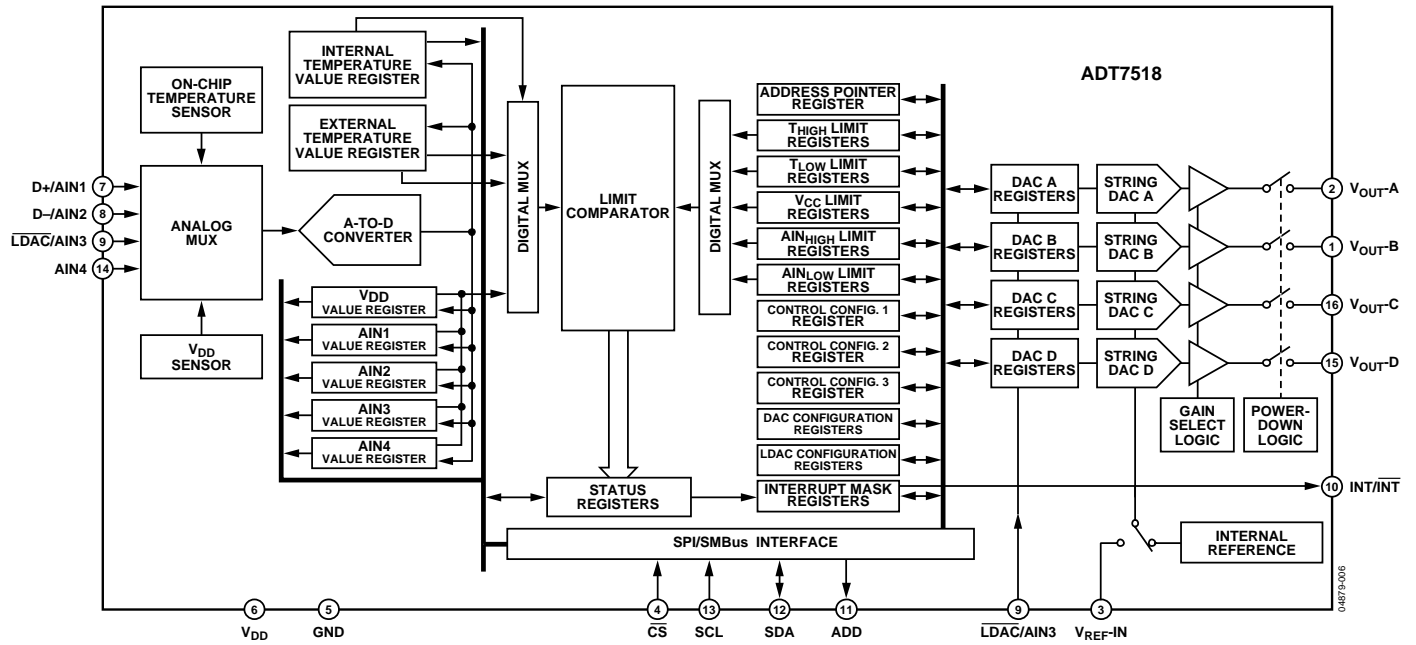 ADT7518
INTERNAL
TEMPERATURE
VALUE REGISTER
ON-CHIP
TEMPERATURE
SENSOR
EXTERNAL
TEMPERATURE
VALUE REGISTER
D+/AIN1 7
D–/AIN2 8
L̅D̅A̅C̅/AIN3 9
AIN4 14
ANALOG
MUX
A-TO-D
CONVERTER
VDD
SENSOR
VDD
VALUE REGISTER
AIN1
VALUE REGISTER
AIN2
VALUE REGISTER
AIN3
VALUE REGISTER
AIN4
VALUE REGISTER
DIGITAL MUX
LIMIT
COMPARATOR
DIGITAL MUX
ADDRESS POINTER
REGISTER
THIGH LIMIT
REGISTERS
TLOW LIMIT
REGISTERS
VCC LIMIT
REGISTERS
AINHIGH LIMIT
REGISTERS
AINLOW LIMIT
REGISTERS
CONTROL CONFIG. 1
REGISTER
CONTROL CONFIG. 2
REGISTER
CONTROL CONFIG. 3
REGISTER
DAC CONFIGURATION
REGISTERS
LDAC CONFIGURATION
REGISTERS
INTERRUPT MASK
REGISTERS
STATUS
REGISTERS
SPI/SMBus INTERFACE
DAC A
REGISTERS
STRING
DAC A
2 VOUT-A
DAC B
REGISTERS
STRING
DAC B
1 VOUT-B
DAC C
REGISTERS
STRING
DAC C
16 VOUT-C
DAC D
REGISTERS
STRING
DAC D
15 VOUT-D
GAIN
SELECT
LOGIC
POWER-
DOWN
LOGIC
10 INT/I̅N̅T̅
INTERNAL
REFERENCE
6
VDD
5
GND
4
C̅S̅
13
SCL
12
SDA
11
ADD
9
L̅D̅A̅C̅/AIN3
3
VREF-IN
04879-006